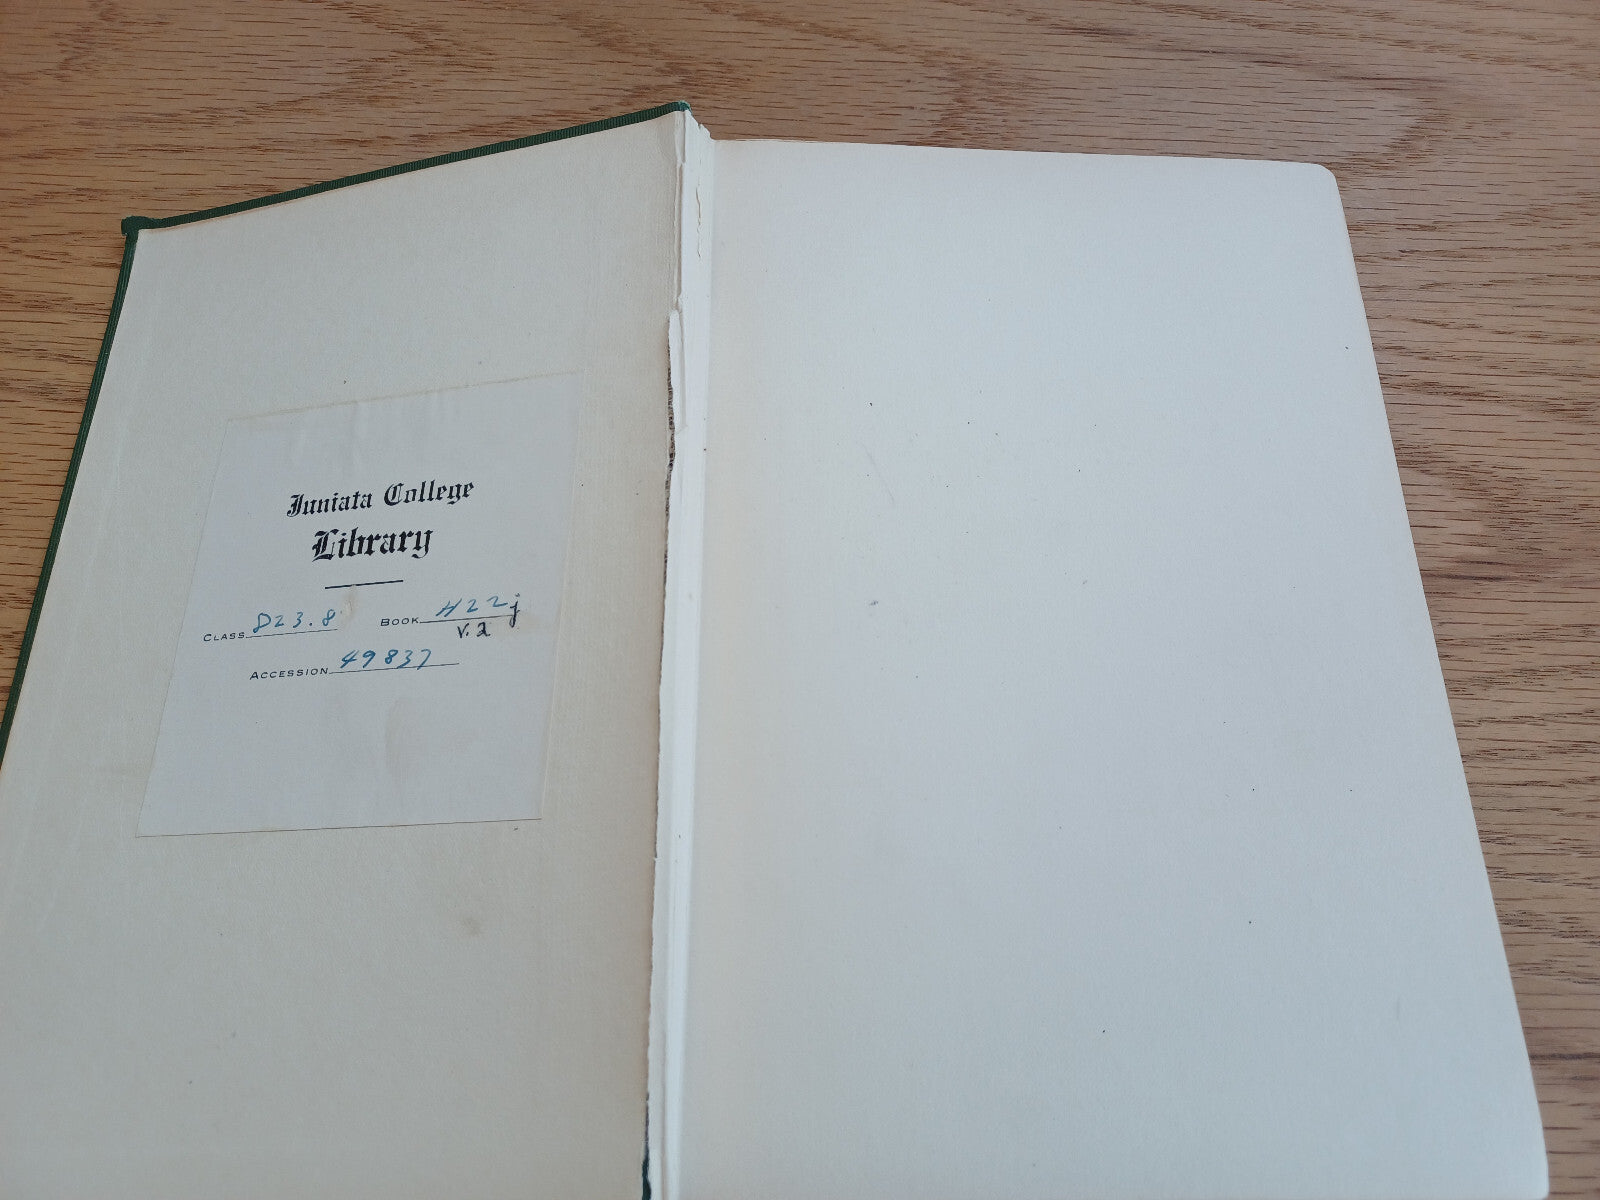 Juniata College
Library
CLASS 823.8 BOOK H22j
v.2
ACCESSION 49837